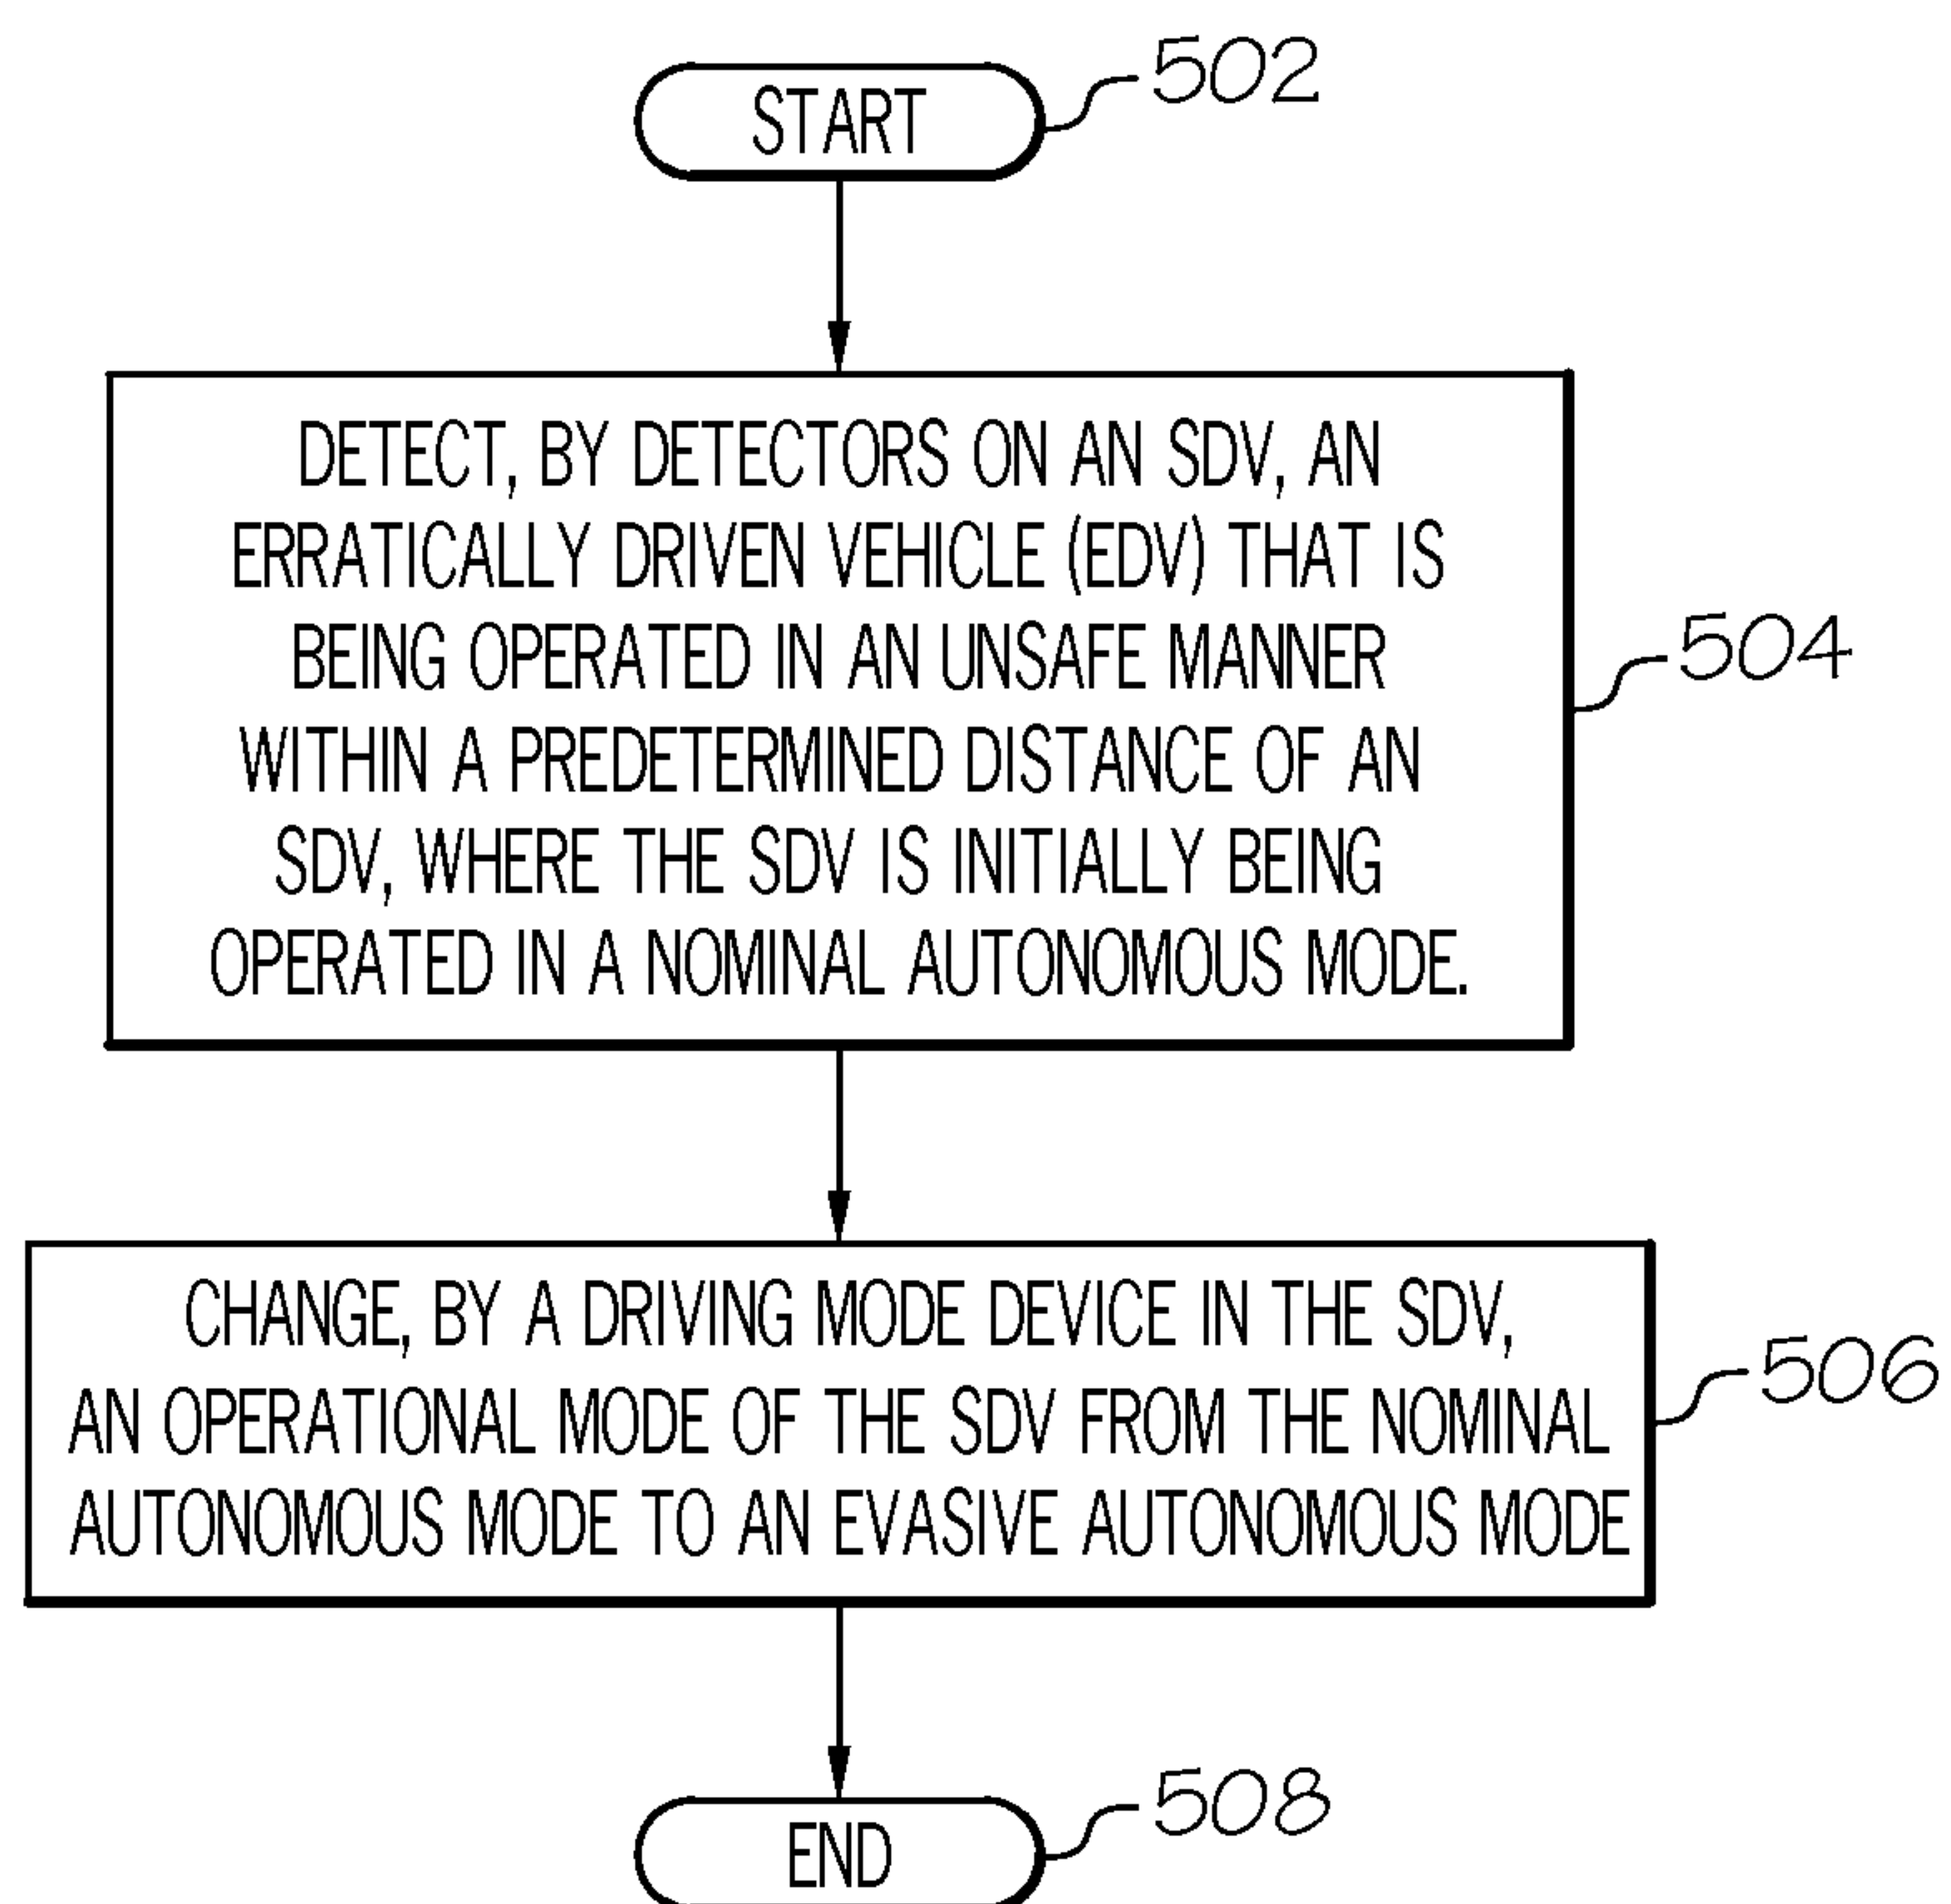 START
502
DETECT, BY DETECTORS ON AN SDV, AN
ERRATICALLY DRIVEN VEHICLE (EDV) THAT IS
BEING OPERATED IN AN UNSAFE MANNER
WITHIN A PREDETERMINED DISTANCE OF AN
SDV, WHERE THE SDV IS INITIALLY BEING
OPERATED IN A NOMINAL AUTONOMOUS MODE.
504
CHANGE, BY A DRIVING MODE DEVICE IN THE SDV,
AN OPERATIONAL MODE OF THE SDV FROM THE NOMINAL
AUTONOMOUS MODE TO AN EVASIVE AUTONOMOUS MODE
506
END
508